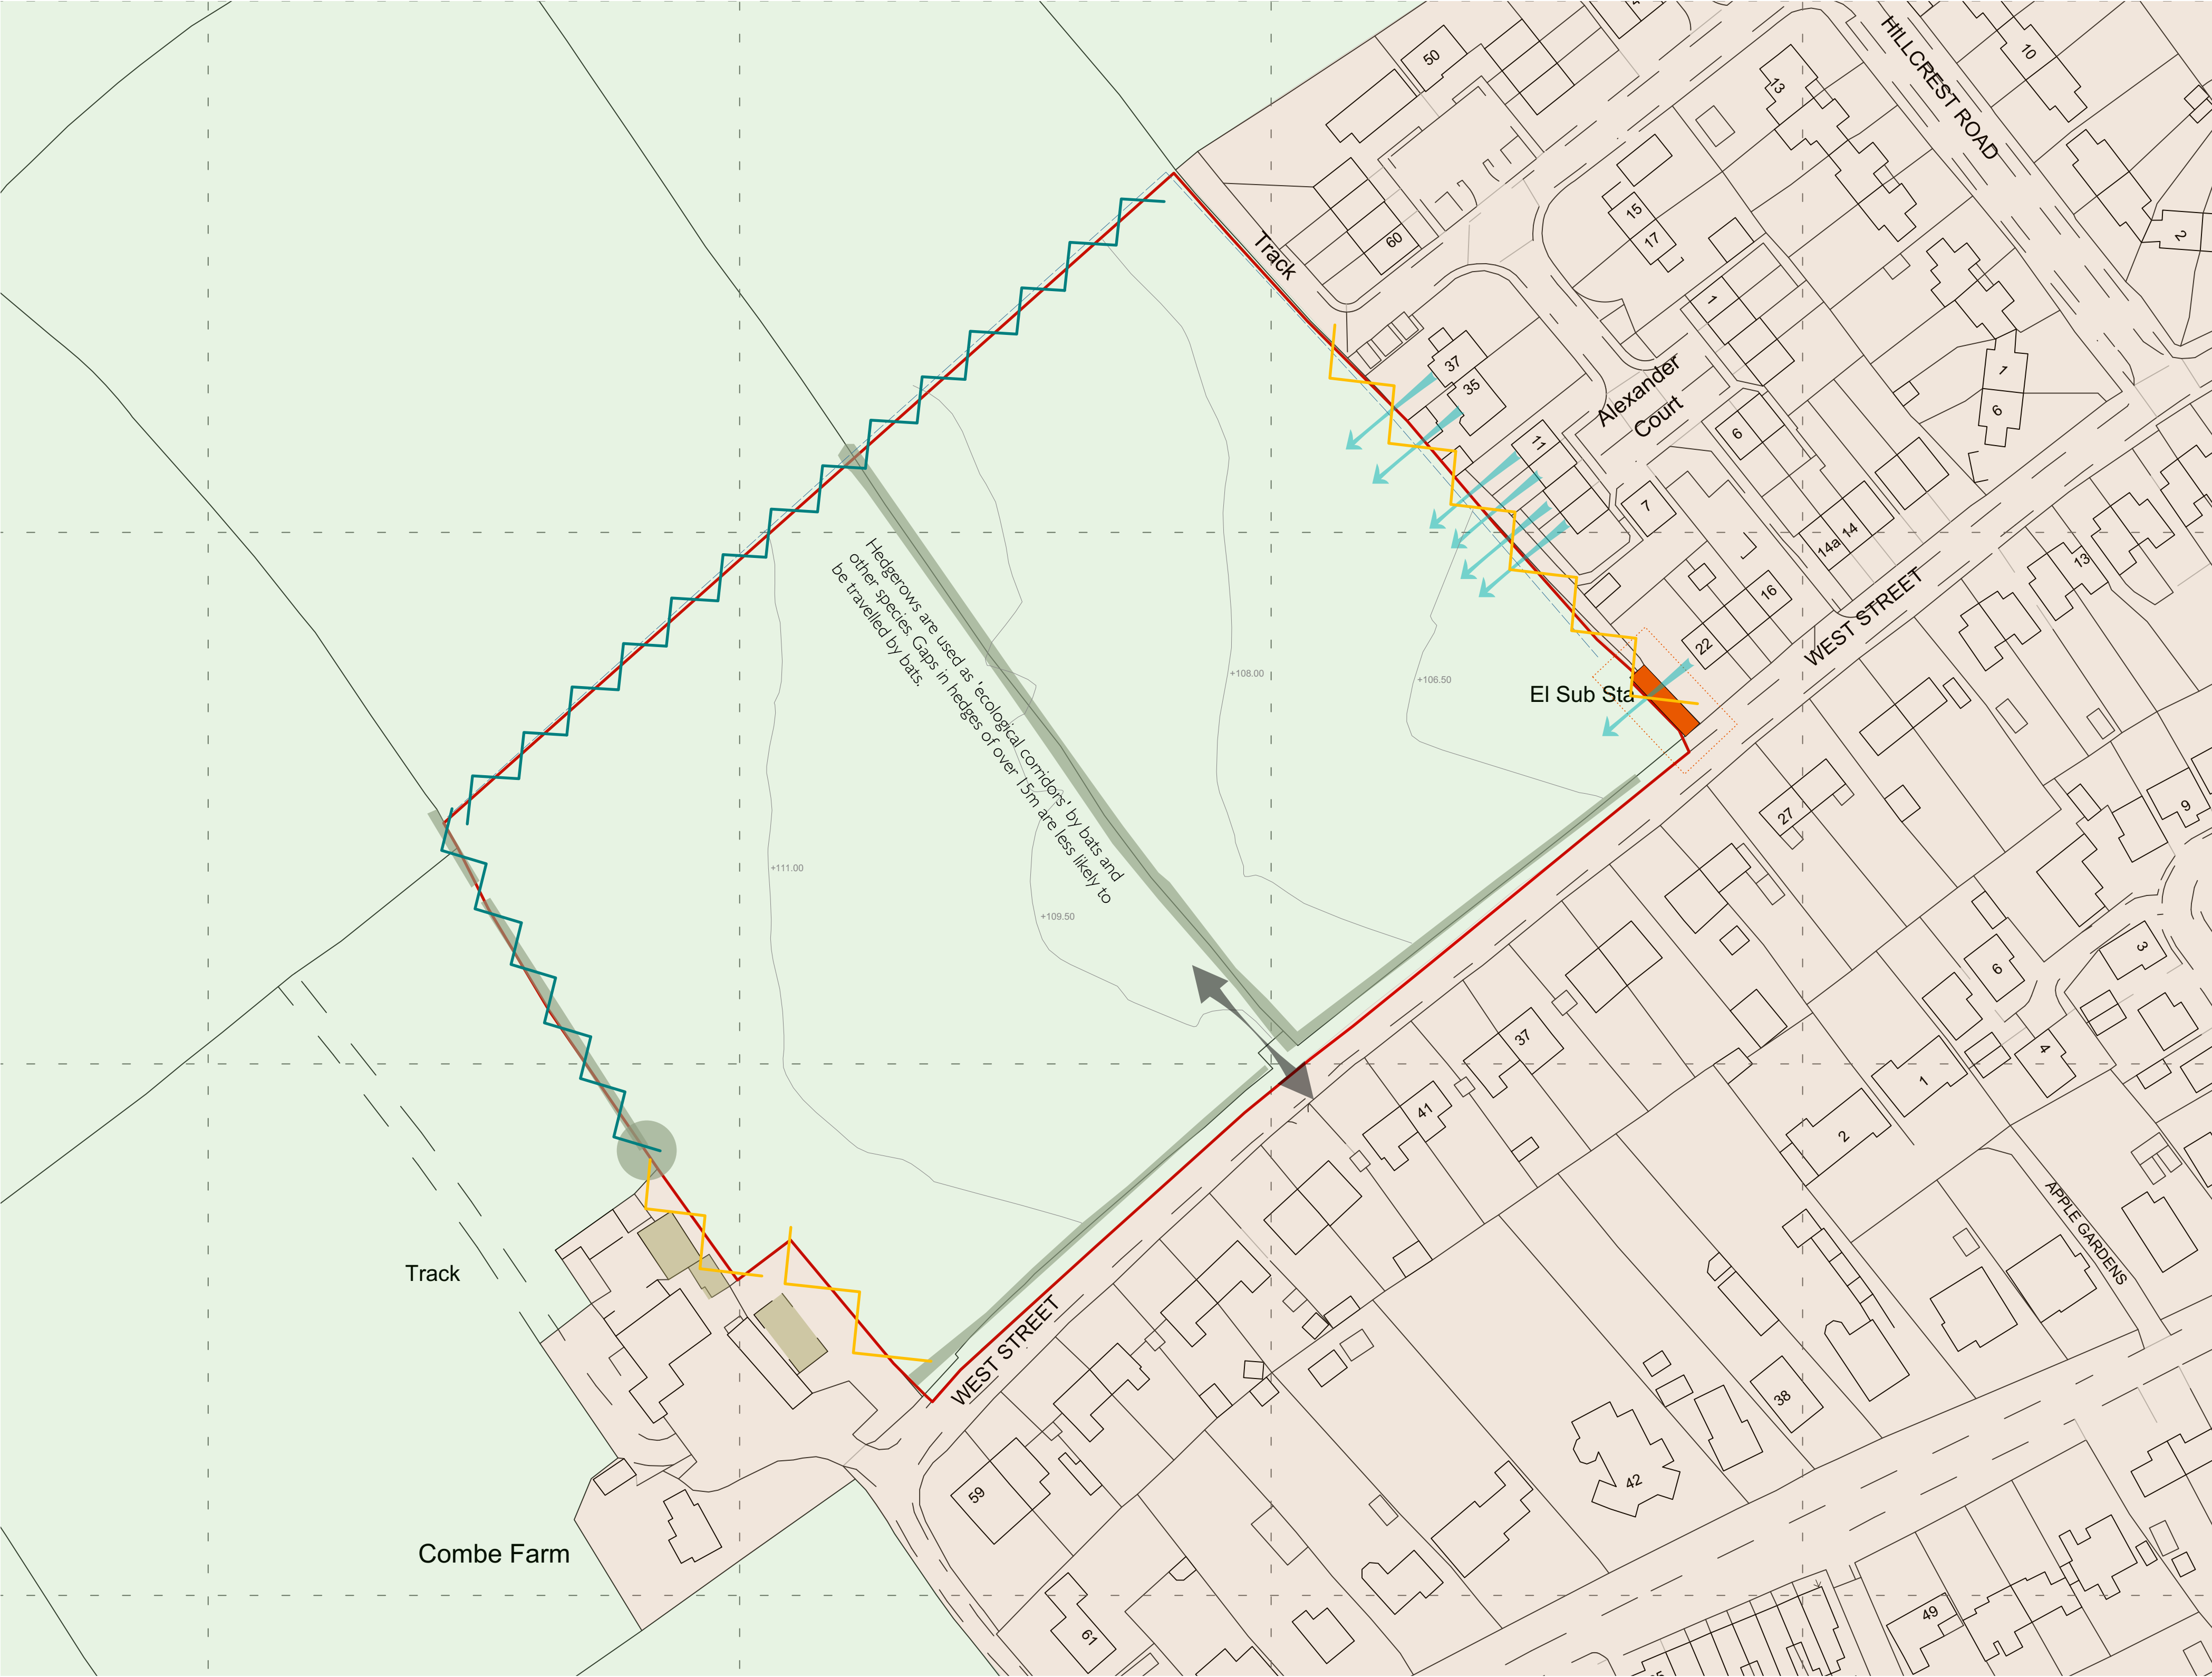 HILLCREST ROAD
10
50
13
15
17
2
60
Track
1
37
35
Alexander
Court
1
6
11
6
7
14a
14
16
22
13
WEST STREET
Hedgerows are used as 'ecological corridors' by bats and
other species. Gaps in hedges of over 15m are less likely to
be travelled by bats.
+108.00
+106.50
El Sub Sta
27
9
+111.00
+109.50
3
6
37
4
1
41
2
APPLE GARDENS
Track
WEST STREET
38
42
59
Combe Farm
49
61